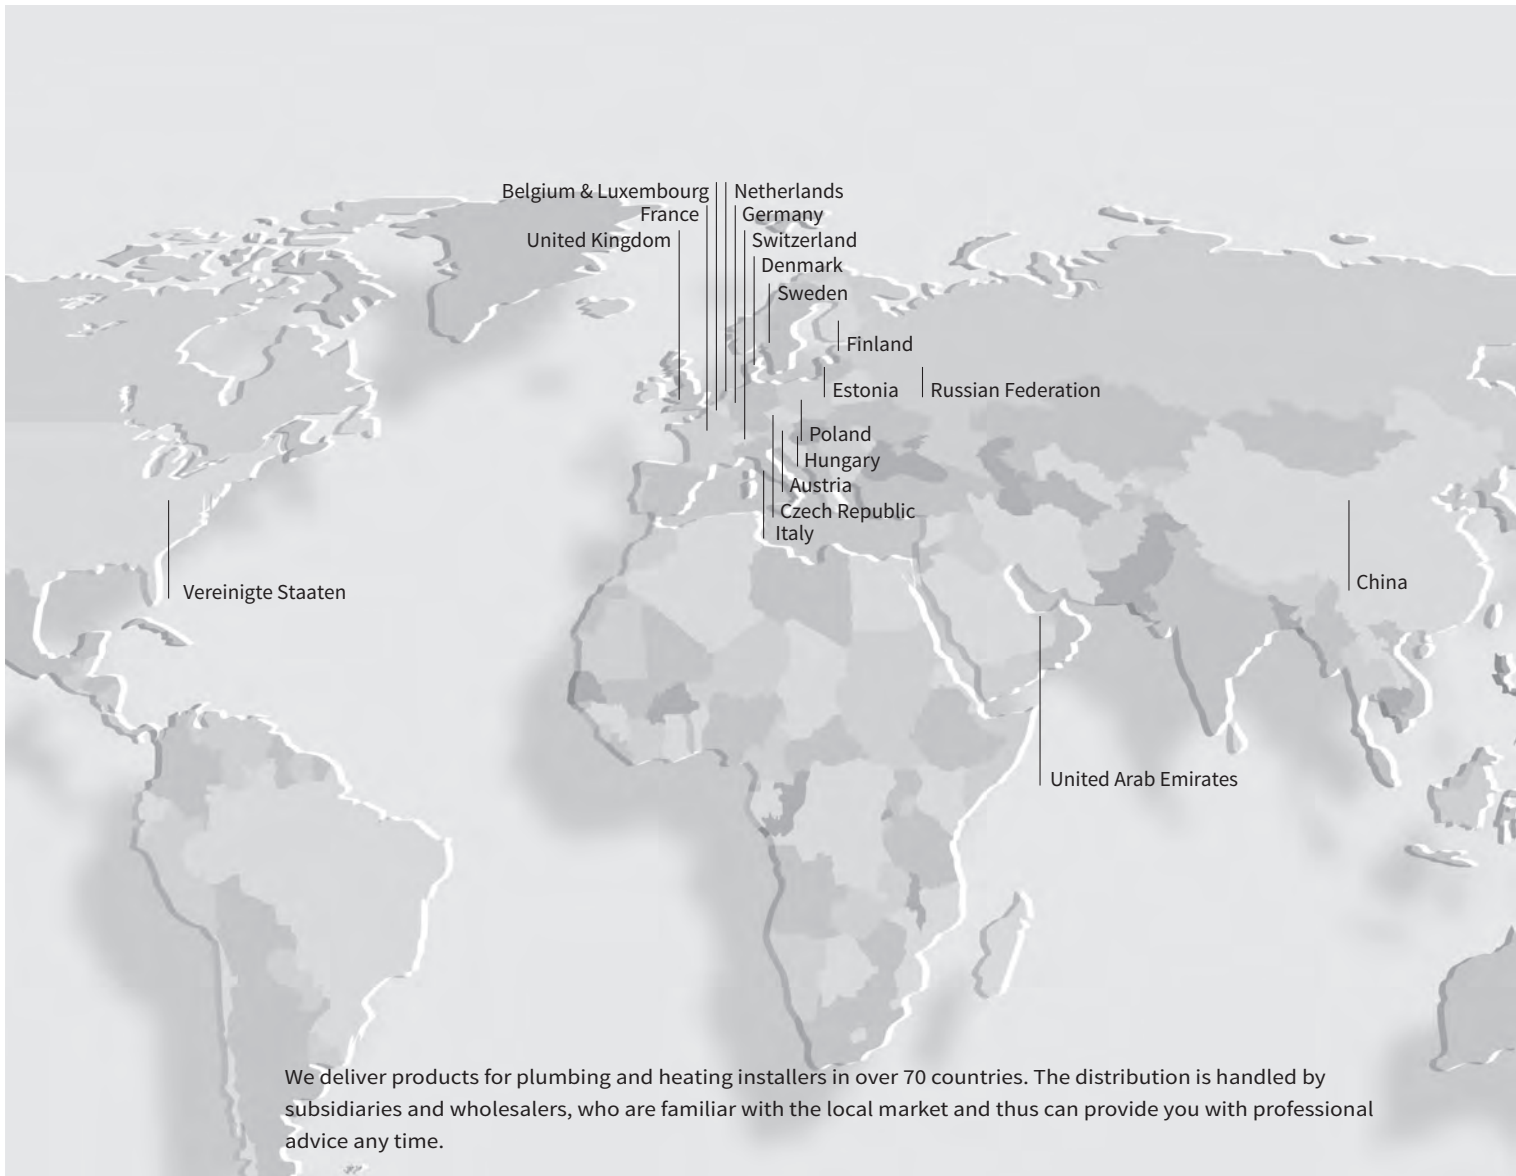 Belgium & Luxembourg
Netherlands
France
Germany
United Kingdom
Switzerland
Denmark
Sweden
Finland
Estonia
Russian Federation
Poland
Hungary
Austria
Czech Republic
Italy
China
Vereinigte Staaten
United Arab Emirates
We deliver products for plumbing and heating installers in over 70 countries. The distribution is handled by
subsidiaries and wholesalers, who are familiar with the local market and thus can provide you with professional
advice any time.